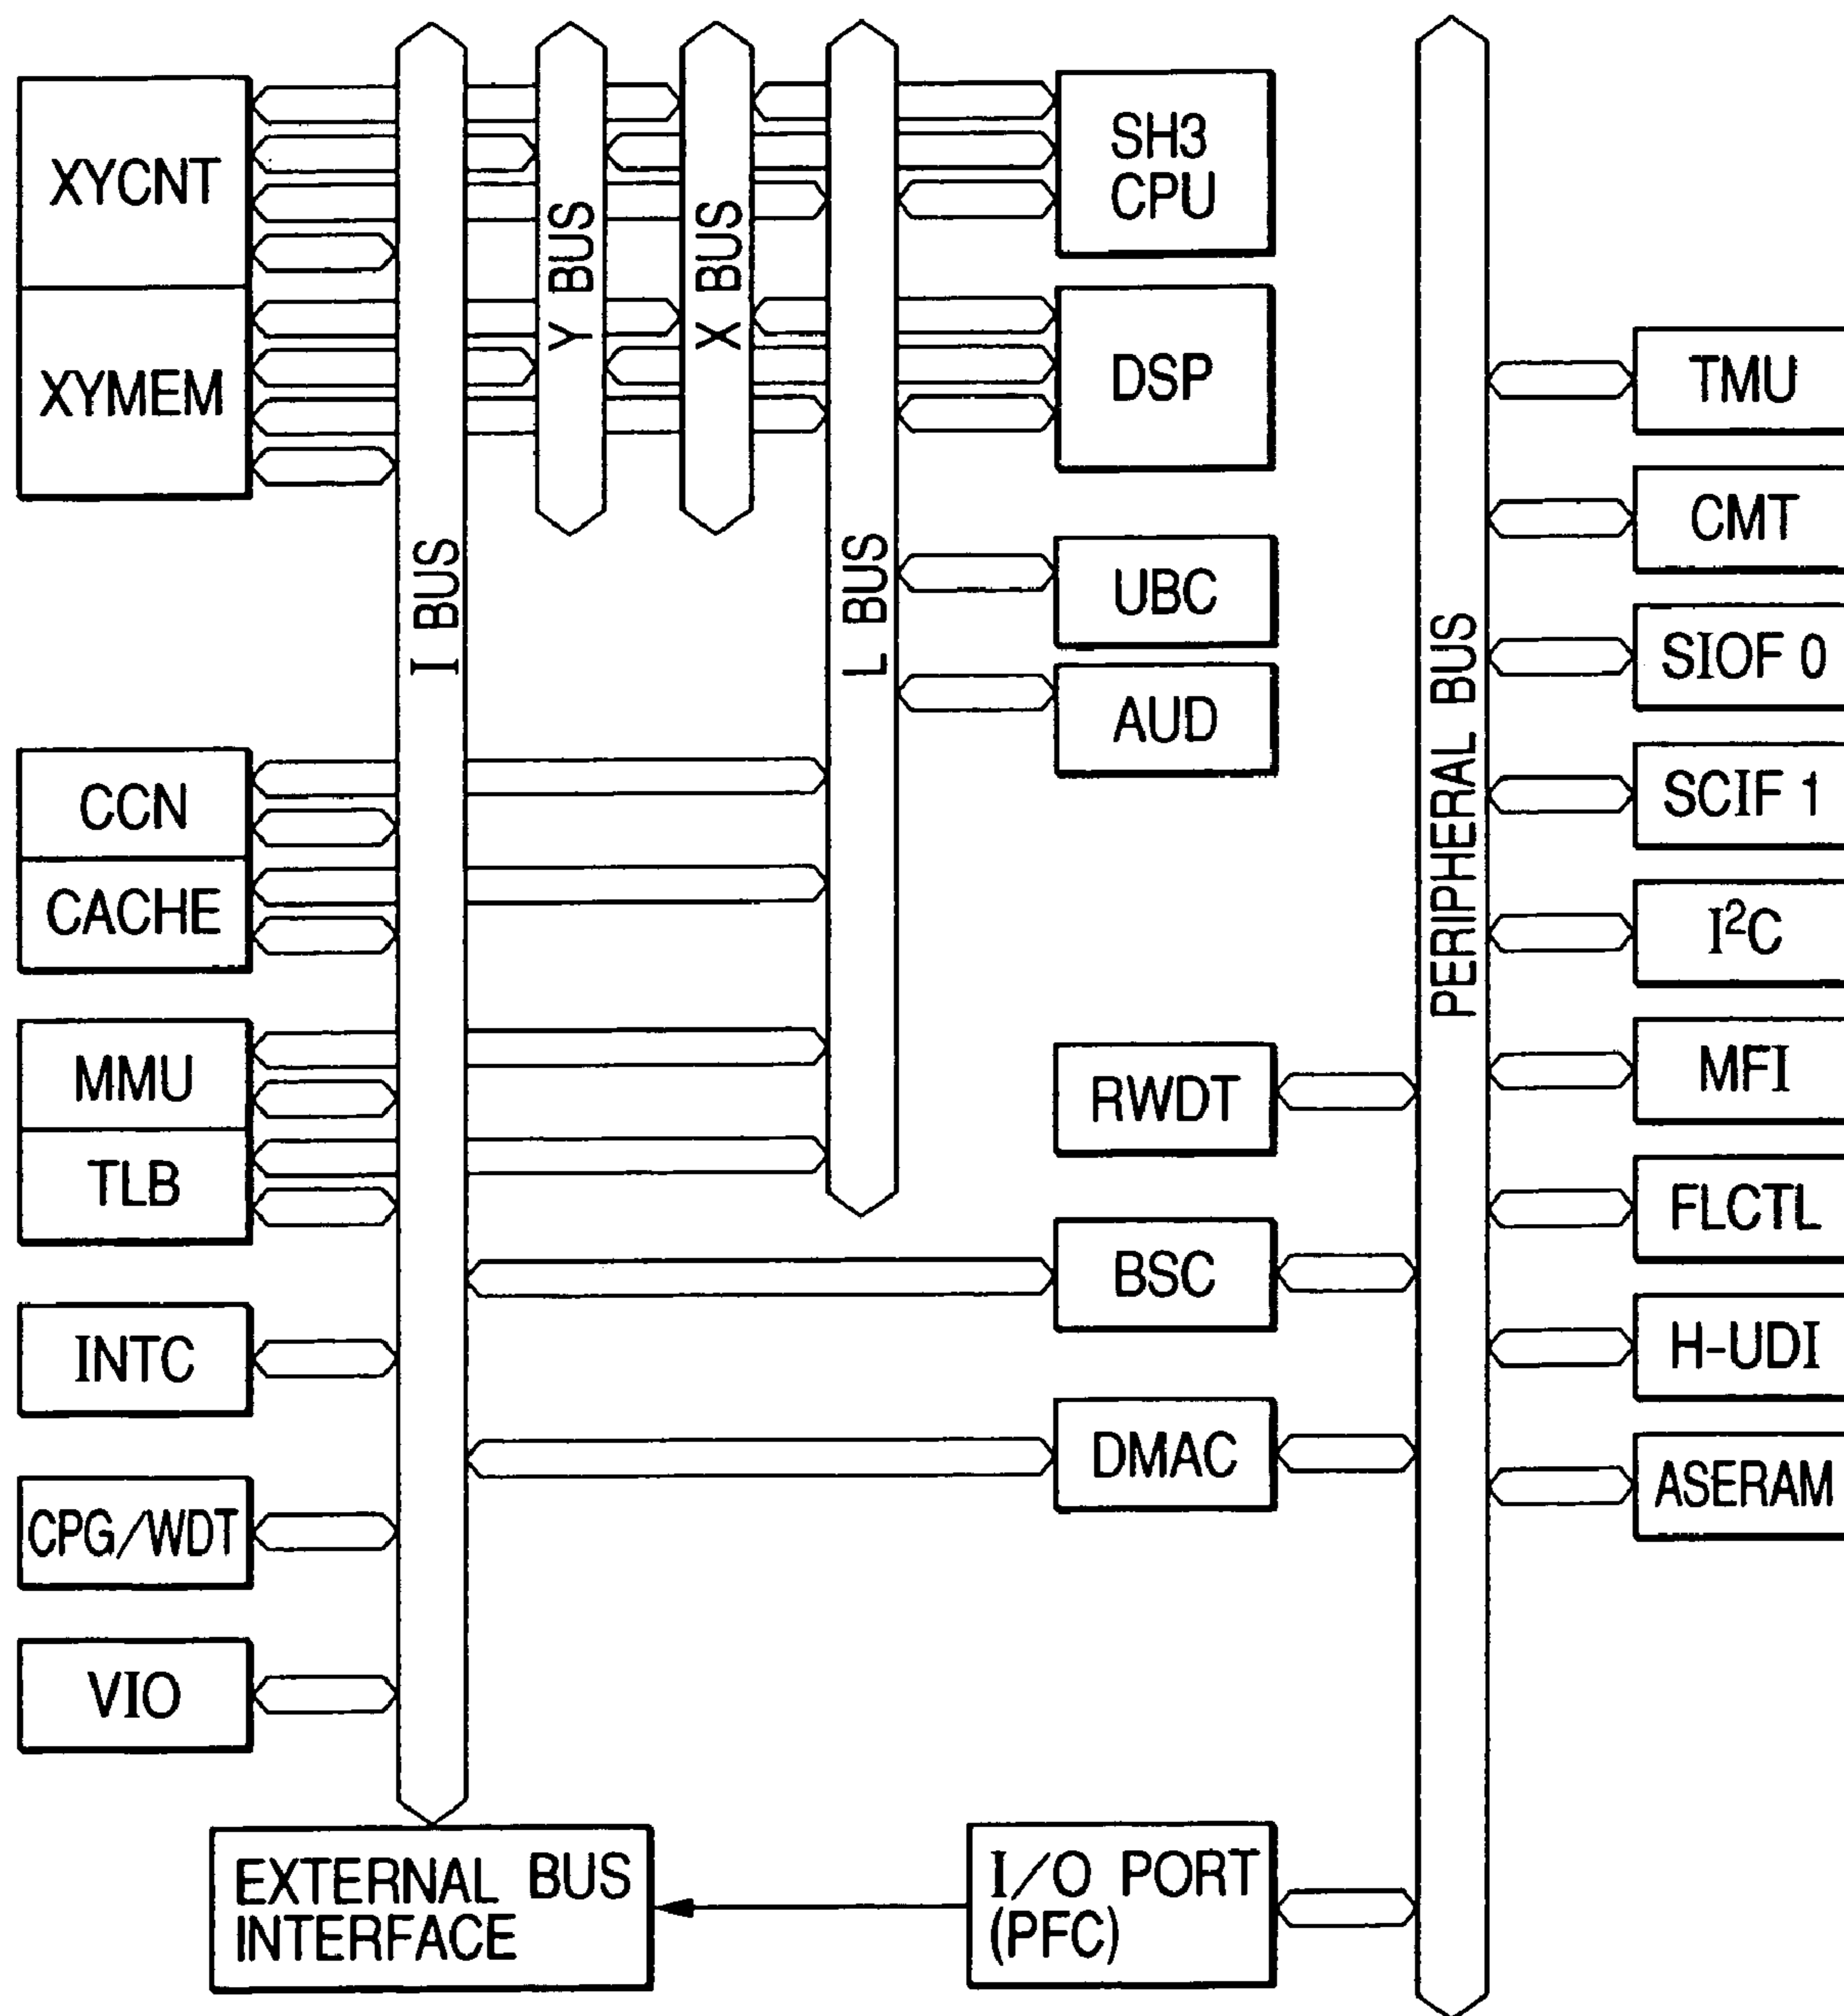 XYCNT
XYMEM
CCN
CACHE
MMU
TLB
INTC
CPG/WDT
VIO
I BUS
Y BUS
X BUS
L BUS
SH3
CPU
DSP
UBC
AUD
RWDT
BSC
DMAC
EXTERNAL BUS
INTERFACE
I/O PORT
(PFC)
PERIPHERAL BUS
TMU
CMT
SIOF 0
SCIF 1
I²C
MFI
FLCTL
H-UDI
ASERAM